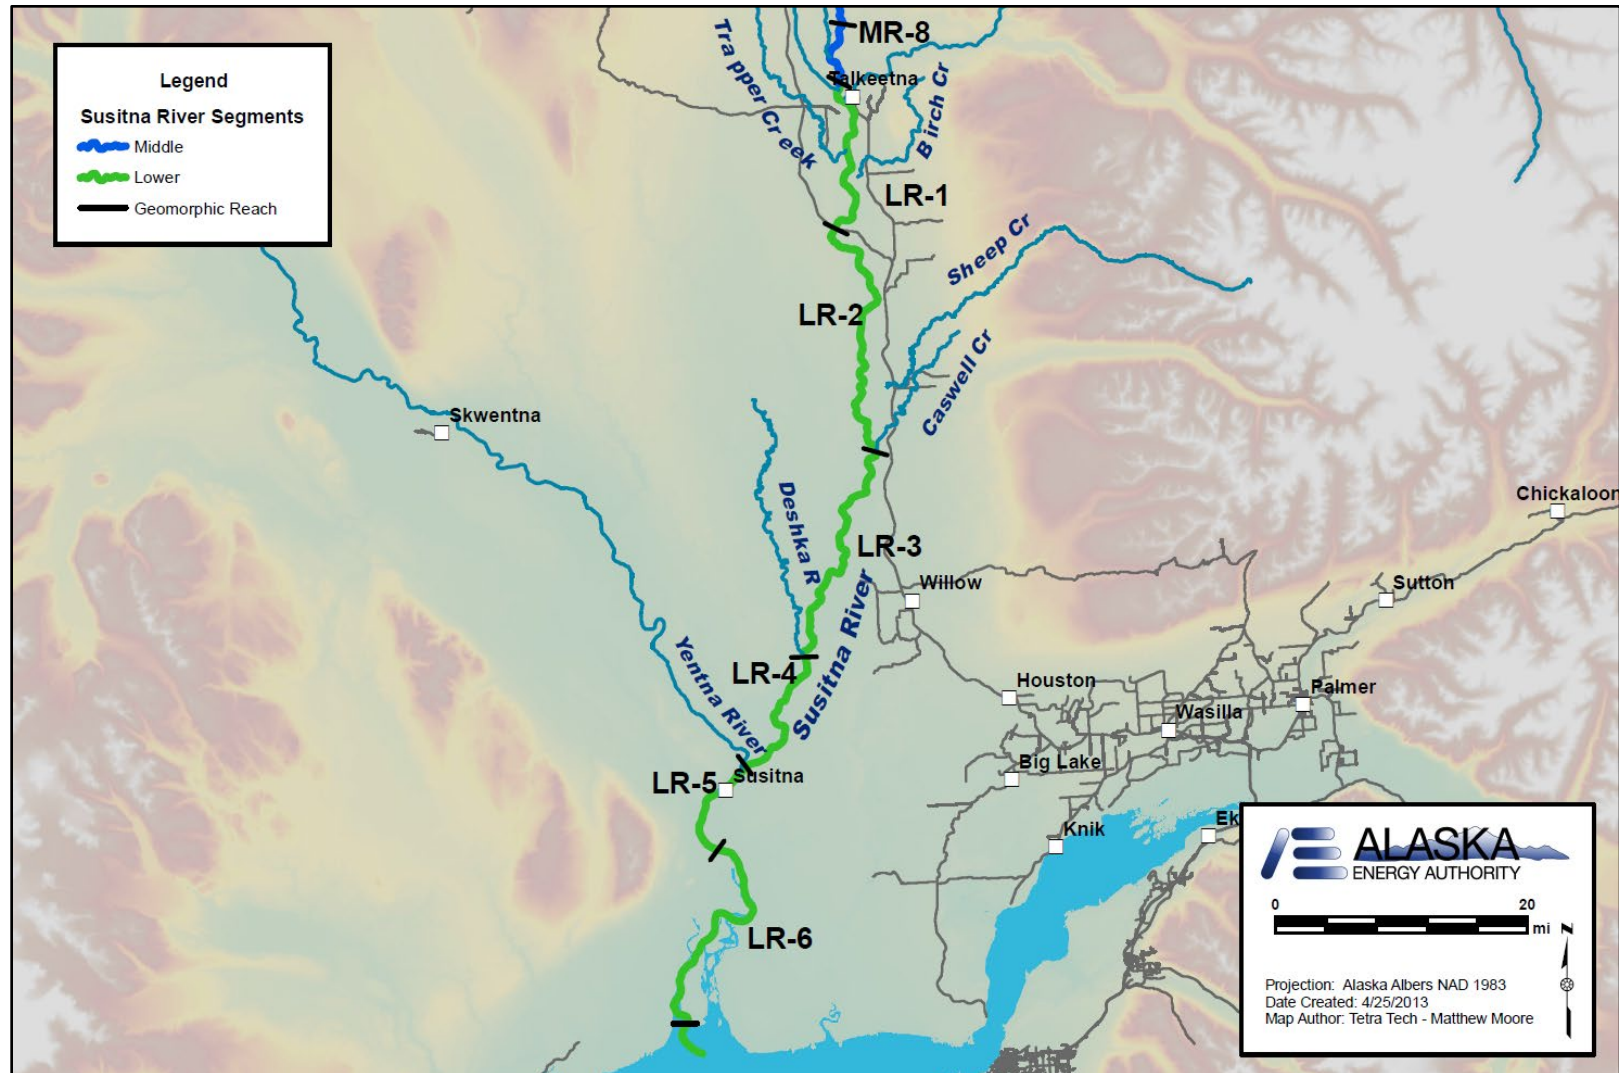 Legend
Susitna River Segments
Middle
Lower
Geomorphic Reach
MR-8
Talkeetna
Trapper Creek
Birch Cr
LR-1
Sheep Cr
LR-2
Caswell Cr
Skwentna
Deshka R
Chickaloon
LR-3
Willow
Sutton
Susitna River
Yentna River
LR-4
Houston
Palmer
Wasilla
LR-5
Susitna
Big Lake
Knik
Ek
LR-6
ALASKA
ENERGY AUTHORITY
0 20
mi
N
Projection: Alaska Albers NAD 1983
Date Created: 4/25/2013
Map Author: Tetra Tech - Matthew Moore